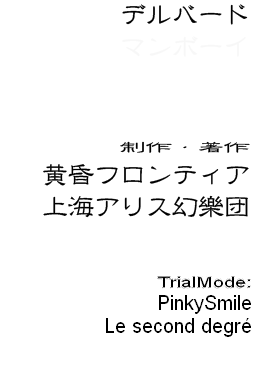 デルバード
マンボーイ
制作・著作
黄昏フロンティア
上海アリス幻樂団
TrialMode:
PinkySmile
Le second degré